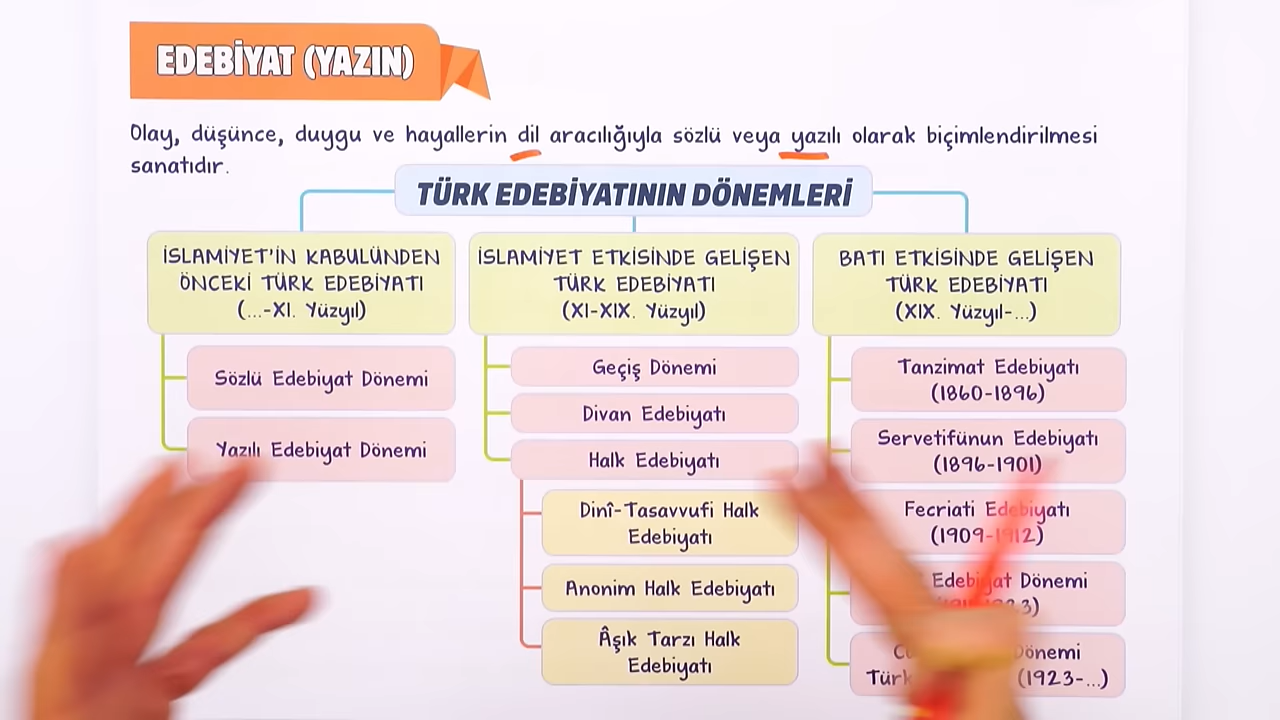 EDEBİYAT (YAZIN)
Olay, düşünce, duygu ve hayallerin dil aracılığıyla sözlü veya yazılı olarak biçimlendirilmesi
sanatıdır.
TÜRK EDEBİYATININ DÖNEMLERİ
İSLAMİYET'İN KABULÜNDEN
ÖNCEKİ TÜRK EDEBİYATI
(...-XI. Yüzyıl)
Sözlü Edebiyat Dönemi
Yazılı Edebiyat Dönemi
İSLAMİYET ETKİSİNDE GELİŞEN
TÜRK EDEBİYATI
(XI-XIX. Yüzyıl)
Geçiş Dönemi
Divan Edebiyatı
Halk Edebiyatı
Dinî-Tasavvufi Halk
Edebiyatı
Anonim Halk Edebiyatı
Âşık Tarzı Halk
Edebiyatı
BATI ETKİSİNDE GELİŞEN
TÜRK EDEBİYATI
(XIX. Yüzyıl-...)
Tanzimat Edebiyatı
(1860-1896)
Servetifünun Edebiyatı
(1896-1901)
Fecriati Edebiyatı
(1909-1912)
Edebiyat Dönemi
Dönemi
Türk (1923-...)